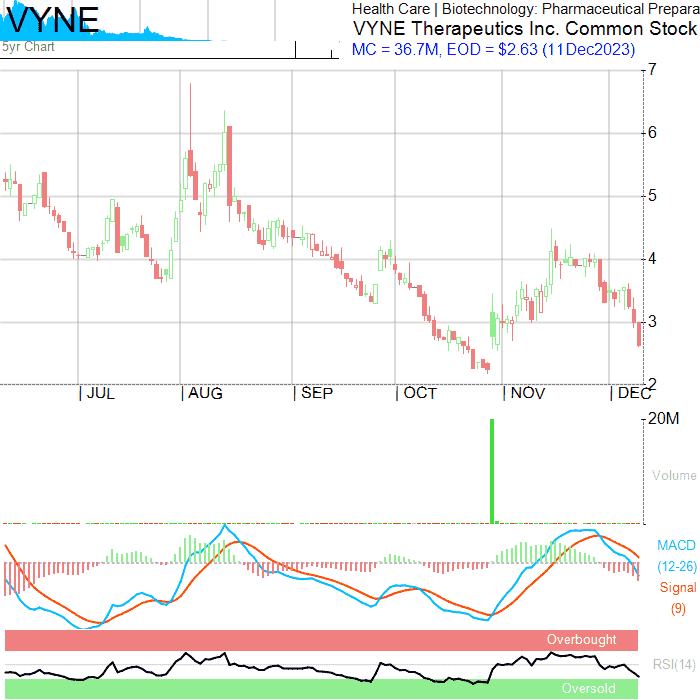 VYNE
5yr Chart
Health Care | Biotechnology: Pharmaceutical Prepara
VYNE Therapeutics Inc. Common Stock
MC = 36.7M, EOD = $2.63 (11Dec2023)
7
6
5
4
3
2
JUL AUG SEP OCT NOV DEC
20M
Volume
MACD
(12-26)
Signal
(9)
Overbought
RSI(14)
Oversold